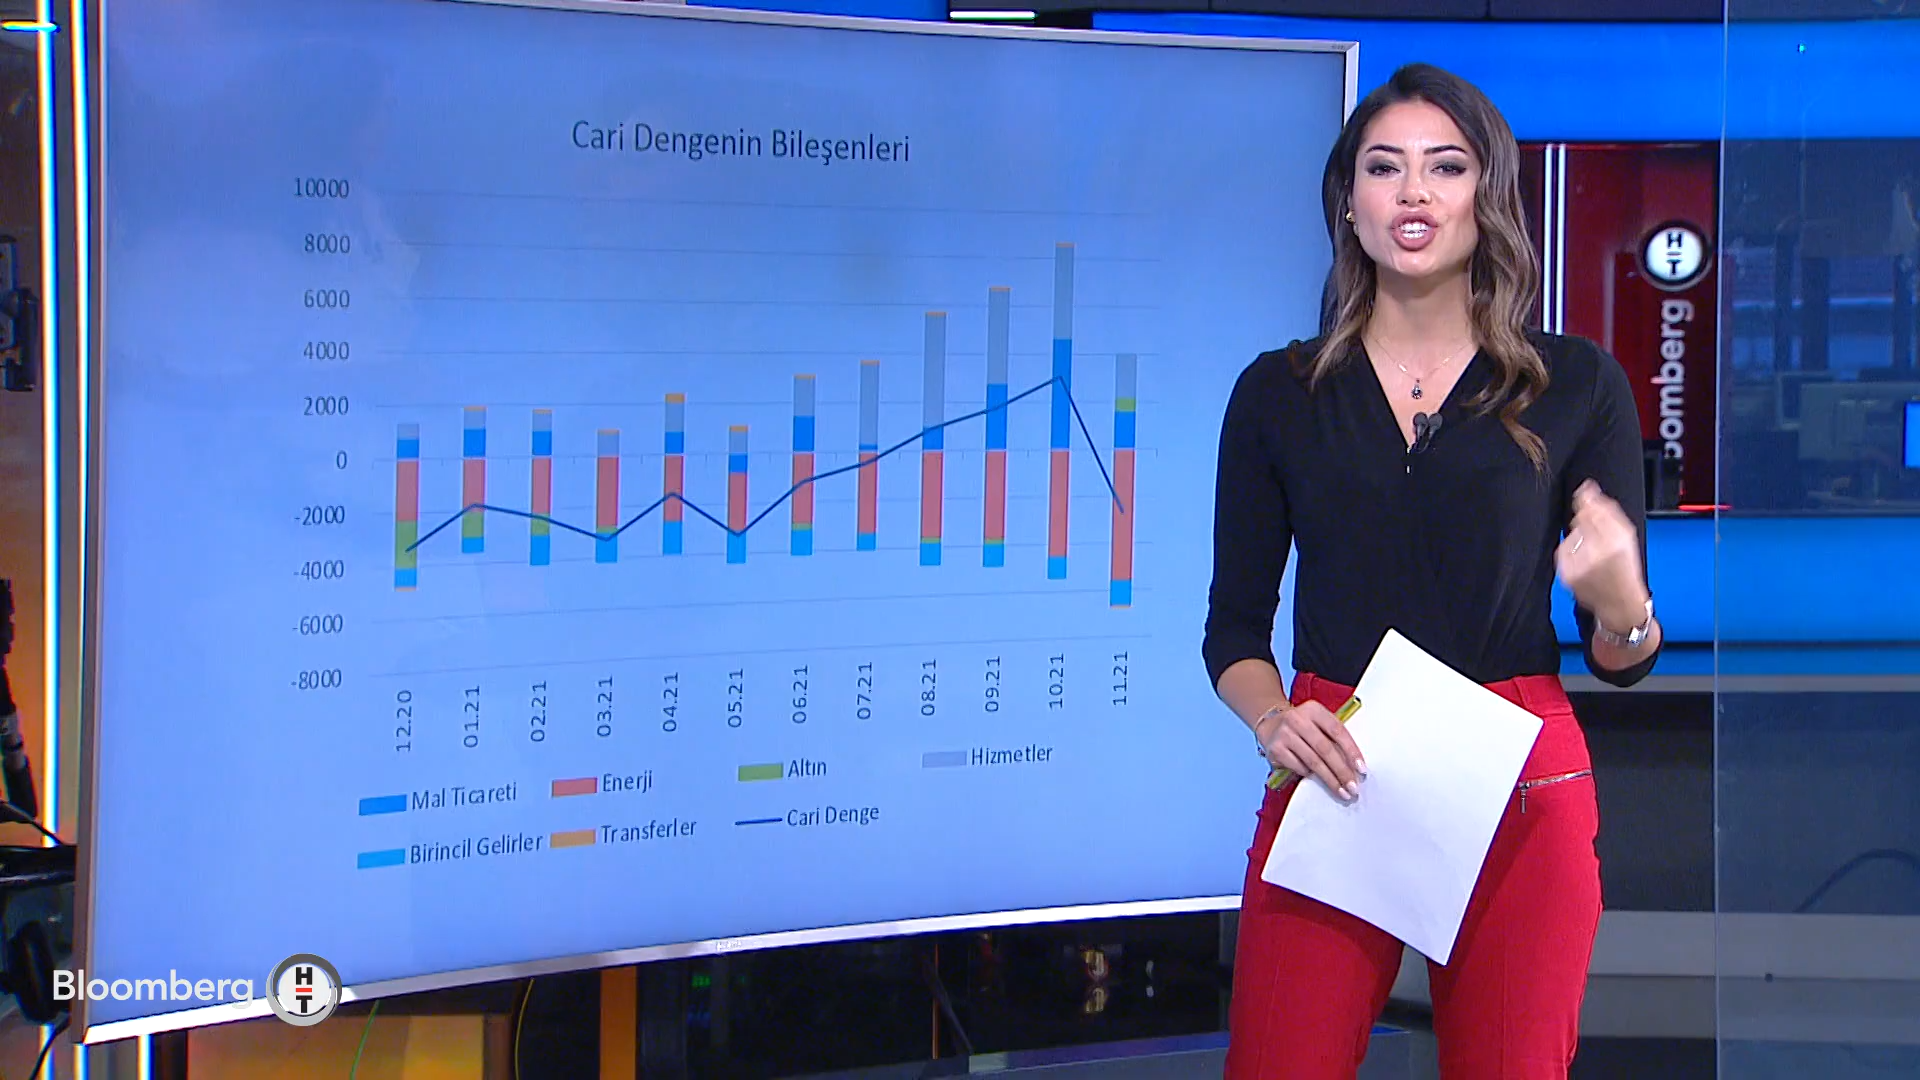 Cari Dengenin Bileşenleri
10000
8000
6000
4000
2000
0
-2000
-4000
-6000
-8000
12.20
01.21
02.21
03.21
04.21
05.21
06.21
07.21
08.21
09.21
10.21
11.21
Mal Ticareti
Enerji
Altın
Hizmetler
Birincil Gelirler
Transferler
Cari Denge
Bloomberg HT
HT
omberg